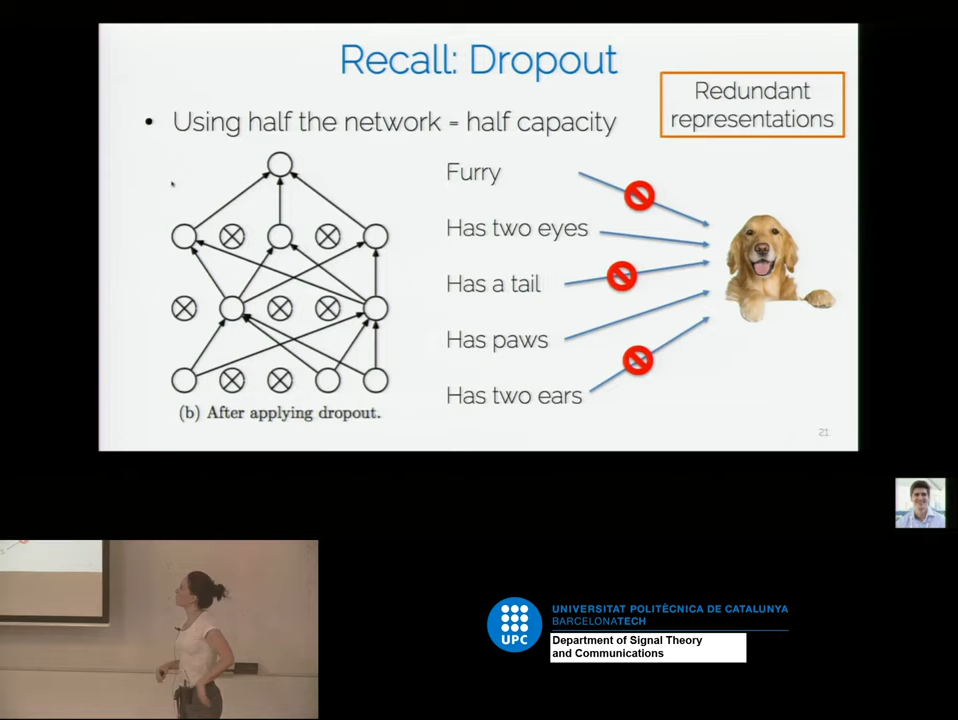 Recall: Dropout
Redundant
representations
• Using half the network = half capacity
Furry
Has two eyes
Has a tail
Has paws
Has two ears
(b) After applying dropout.
21
UPC
UNIVERSITAT POLITÈCNICA DE CATALUNYA
BARCELONATECH
Department of Signal Theory
and Communications